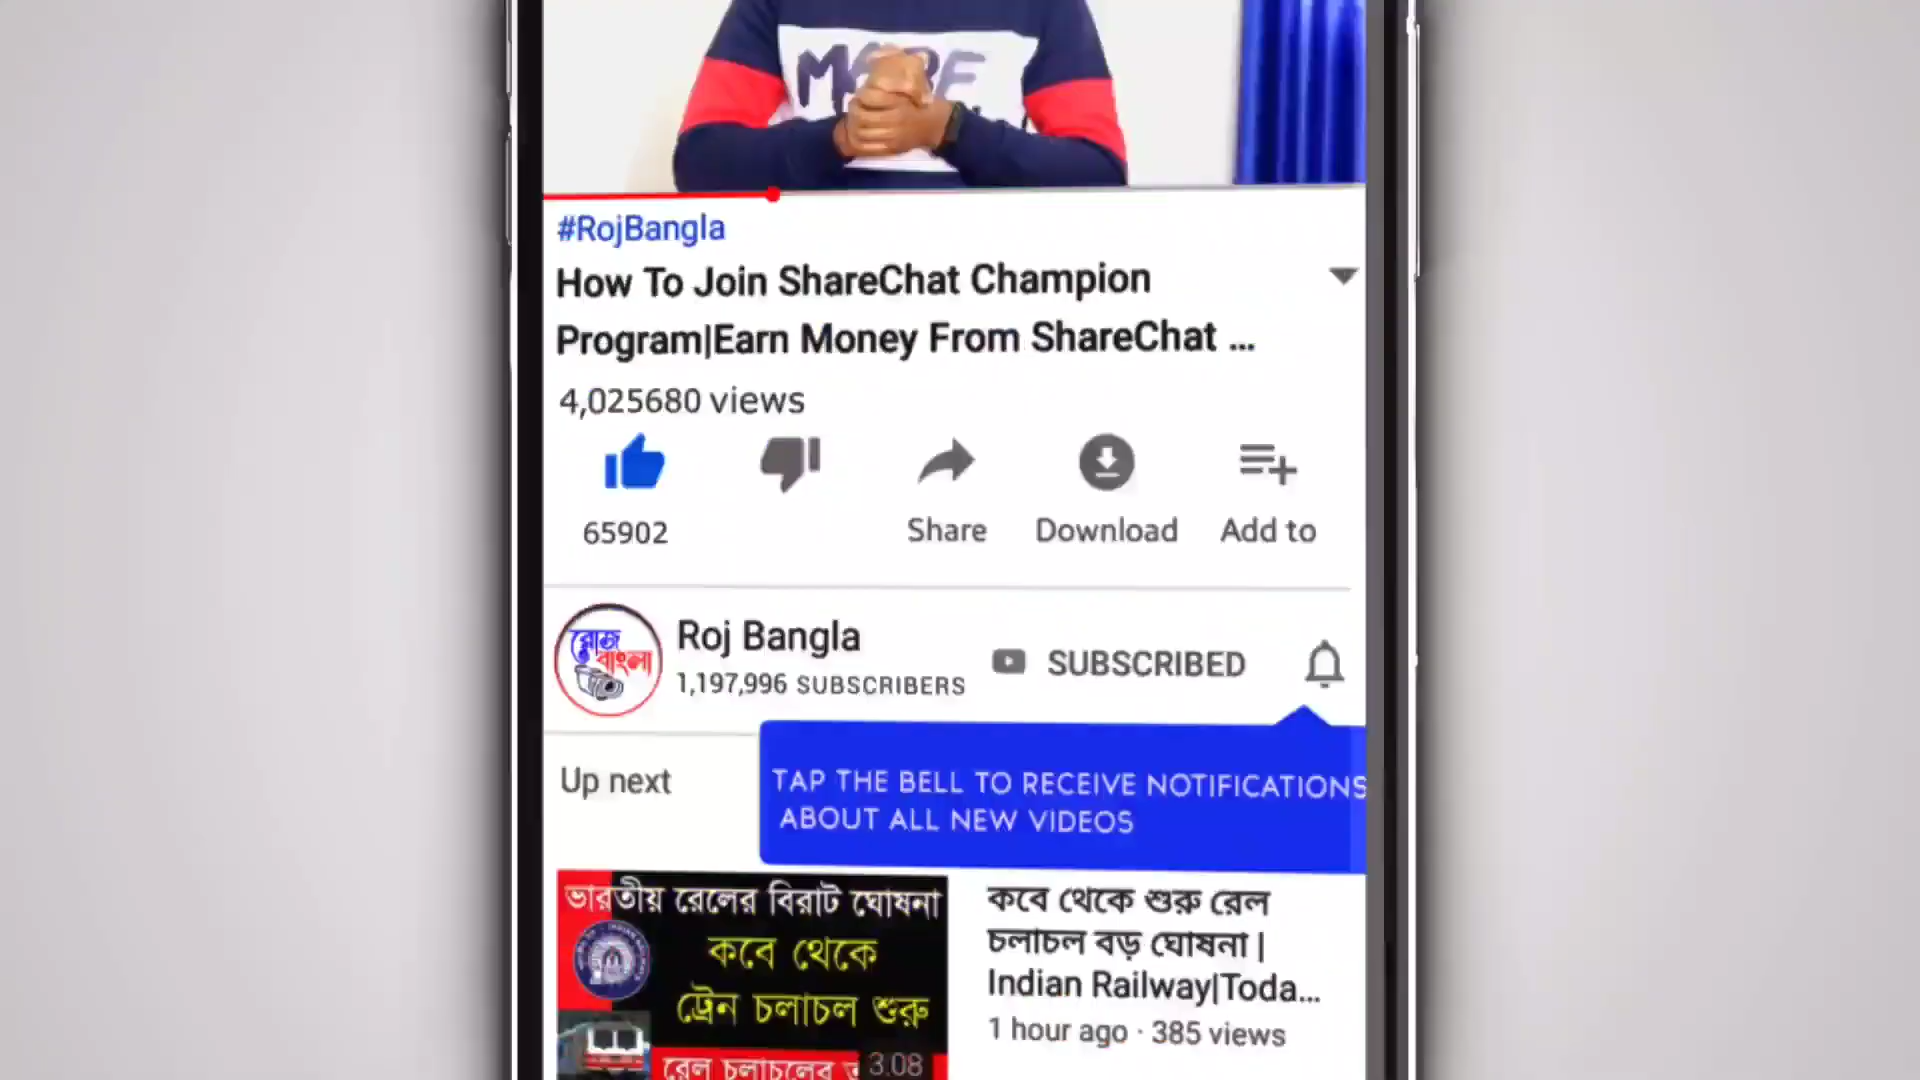 #RojBangla
How To Join ShareChat Champion
Program|Earn Money From ShareChat ...
4,025680 views
65902
Share
Download
Add to
রোজ
বাংলা
Roj Bangla
1,197,996 SUBSCRIBERS
SUBSCRIBED
TAP THE BELL TO RECEIVE NOTIFICATIONS
ABOUT ALL NEW VIDEOS
Up next
ভারতীয় রেলের বিরাট ঘোষনা
কবে থেকে
ট্রেন চলাচল শুরু
রেল চলাচলের
3.08
কবে থেকে শুরু রেল
চলাচল বড় ঘোষনা |
Indian Railway|Toda...
1 hour ago · 385 views